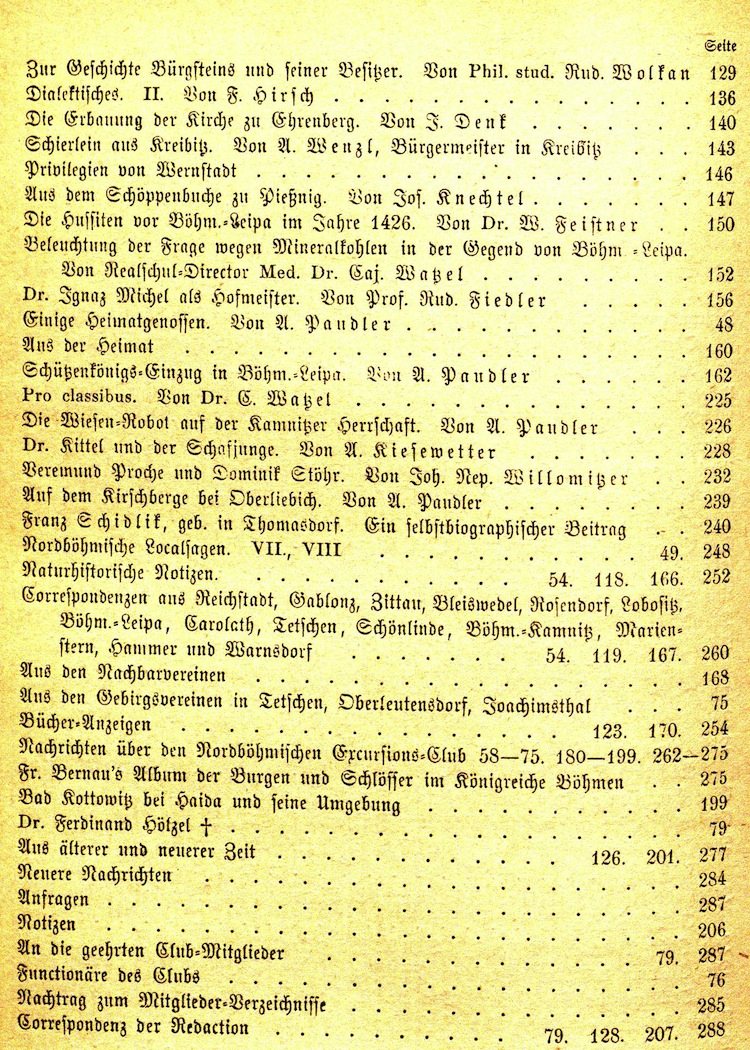 Seite
Zur Geschichte Bürgsteins und seiner Besitzer. Von Phil. stud. Rud. Wolkan 129
Dialektisches. II. Von F. Hirsch . . . . . . . . . . . . . . 136
Die Erbauung der Kirche zu Ehrenberg. Von J. Denk . . . . . . 140
Schierlein aus Kreibitz. Von A. Wenzl, Bürgermeister in Kreibitz . . . 143
Privilegien von Wernstadt . . . . . . . . . . . . . . . . 146
Aus dem Schöppenbuche zu Pießnig. Von Jos. Knechtel . . . . . . 147
Die Hussiten vor Böhm.-Leipa im Jahre 1426. Von Dr. W. Feistner . . 150
Beleuchtung der Frage wegen Mineralkohlen in der Gegend von Böhm-Leipa.
Von Realschul-Director Med. Dr. Caj. Watzel . . . . . . . . 152
Dr. Ignaz Michel als Hofmeister. Von Prof. Rud. Fiedler . . . . . 156
Einige Heimatgenossen. Von A. Paudler . . . . . . . . . . . 48
Aus der Heimat . . . . . . . . . . . . . . . . . . . 160
Schützenkönigs-Einzug in Böhm.-Leipa. Von A. Paudler . . . . . . 162
Pro classibus. Von Dr. C. Watzel . . . . . . . . . . . . . 225
Die Wiesen-Robot auf der Kamnitzer Herrschaft. Von A. Paudler . . . 226
Dr. Kittel und der Schafjunge. Von A. Kiesewetter . . . . . . 228
Veremund Proche und Dominik Stöhr. Von Joh. Nep. Willomitzer . . 232
Auf dem Kirschberge bei Oberliebich. Von A. Paudler . . . . . . . 239
Franz Schidlik, geb. in Thomasdorf. Ein selbstbiographischer Beitrag . . 240
Nordböhmische Localsagen. VII., VIII . . . . . . . . . . 49. 248
Naturhistorische Notizen. . . . . . . . . . . 54. 118. 166. 252
Correspondenzen aus Reichstadt, Gablonz, Zittau, Bleiswedel, Rosendorf, Lobositz,
Böhm.-Leipa, Carolath, Tetschen, Schönlinde, Böhm.-Kamnitz, Marien-
stern, Hammer und Warnsdorf . . . . . . 54. 119. 167. 260
Aus den Nachbarvereinen . . . . . . . . . . . . . . . . 168
Aus den Gebirgsvereinen in Tetschen, Oberleutensdorf, Joachimsthal . . . 75
Bücher-Anzeigen . . . . . . . . . . . . . . 123. 170. 254
Nachrichten über den Nordböhmischen Excursions-Club 58—75. 180—199. 262—275
Fr. Bernau's Album der Burgen und Schlösser im Königreiche Böhmen . . 275
Bad Kottowitz bei Haida und seine Umgebung . . . . . . . . . 199
Dr. Ferdinand Hötzel † . . . . . . . . . . . . . . . . . 79
Aus älterer und neuerer Zeit . . . . . . . . . . . 126. 201. 277
Neuere Nachrichten . . . . . . . . . . . . . . . . . . 284
Anfragen . . . . . . . . . . . . . . . . . . . . . 287
Notizen . . . . . . . . . . . . . . . . . . . . . . 206
An die geehrten Club-Mitglieder . . . . . . . . . . . . 79. 287
Functionäre des Clubs . . . . . . . . . . . . . . . . . 76
Nachtrag zum Mitglieder-Verzeichnisse . . . . . . . . . . . . 285
Correspondenz der Redaction . . . . . . . . . 79. 128. 207. 288